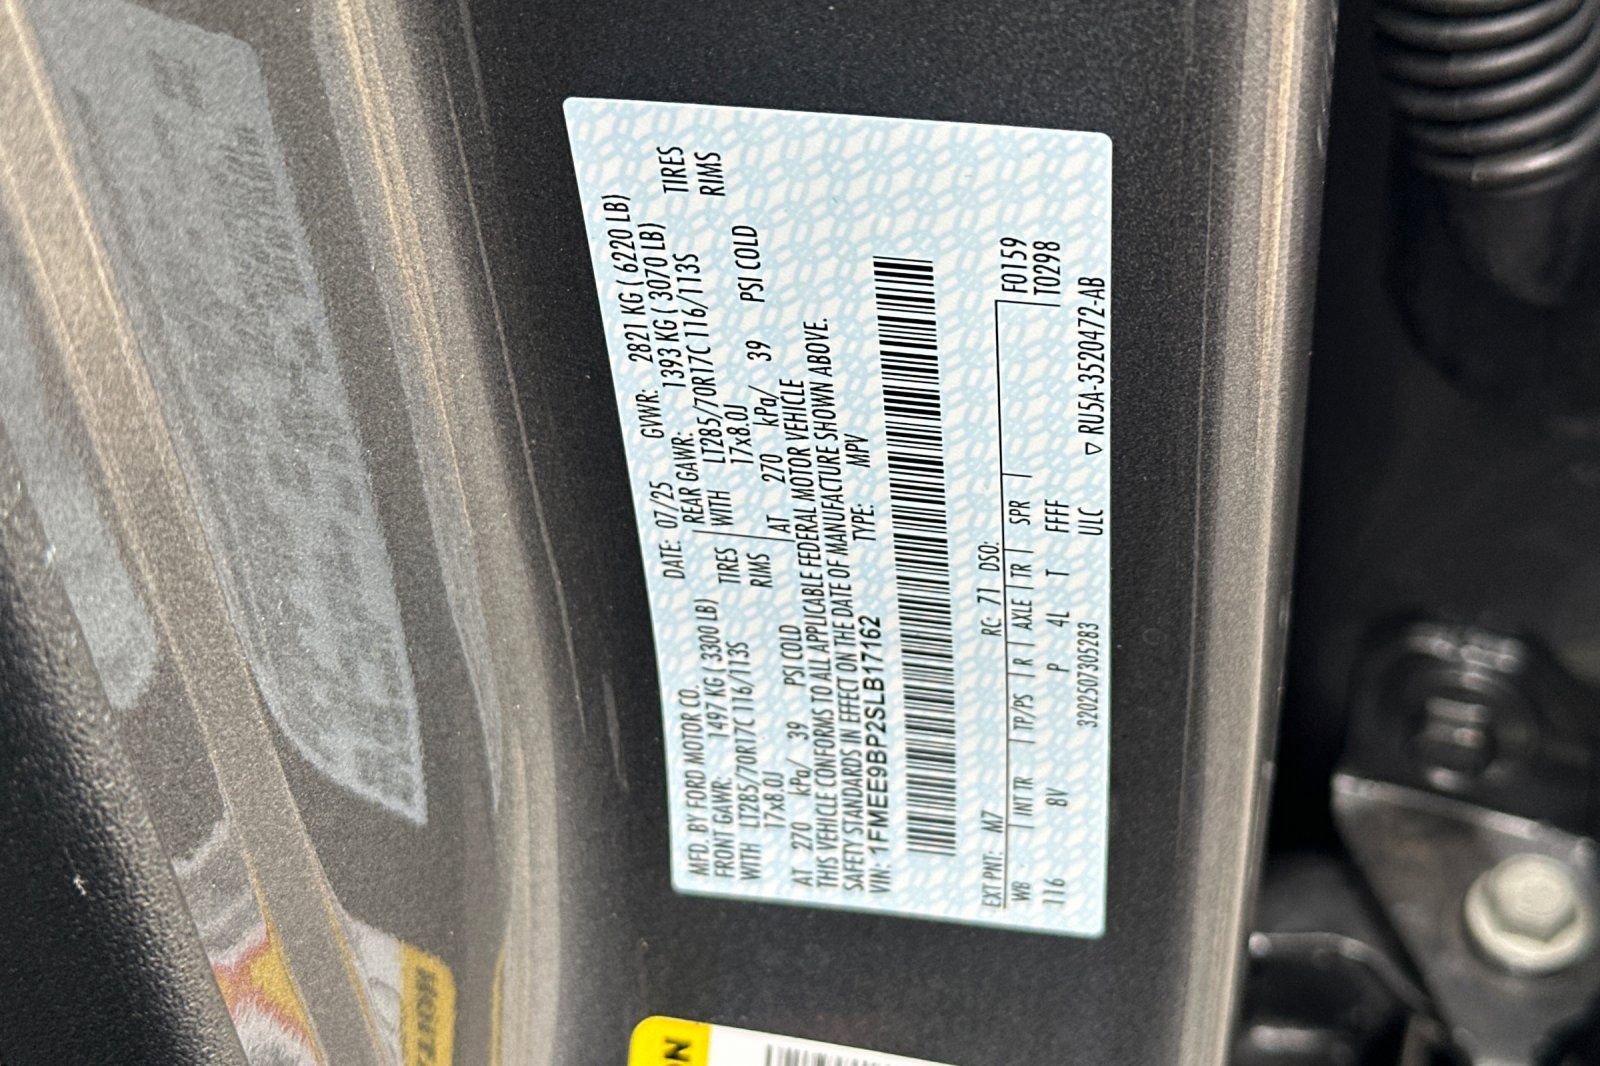 MFD. BY FORD MOTOR CO.
DATE: 07/25 GVWR: 2821 KG ( 6220 LB)
FRONT GAWR: 1497 KG ( 3300 LB) REAR GAWR: 1393 KG ( 3070 LB)
WITH LT285/70R17C 116/113S TIRES WITH LT285/70R17C 116/113S TIRES
17x8.0J RIMS 17x8.0J RIMS
AT 270 kPa/ 39 PSI COLD AT 270 kPa/ 39 PSI COLD
THIS VEHICLE CONFORMS TO ALL APPLICABLE FEDERAL MOTOR VEHICLE
SAFETY STANDARDS IN EFFECT ON THE DATE OF MANUFACTURE SHOWN ABOVE.
VIN: 1FMEE9BP2SLB17162 TYPE: MPV
EXT PNT: M7 RC: 71 DSO:
F0159
WB INT TR TP/PS R AXLE TR SPR T0298
116 8V P 4L T FFFF
3202507305283 ULC ▽ RU5A-3520472-AB